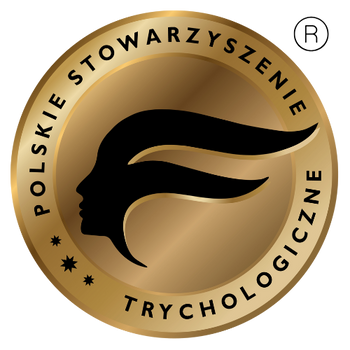 POLSKIE STOWARZYSZENIE
TRYCHOLOGICZNE
®